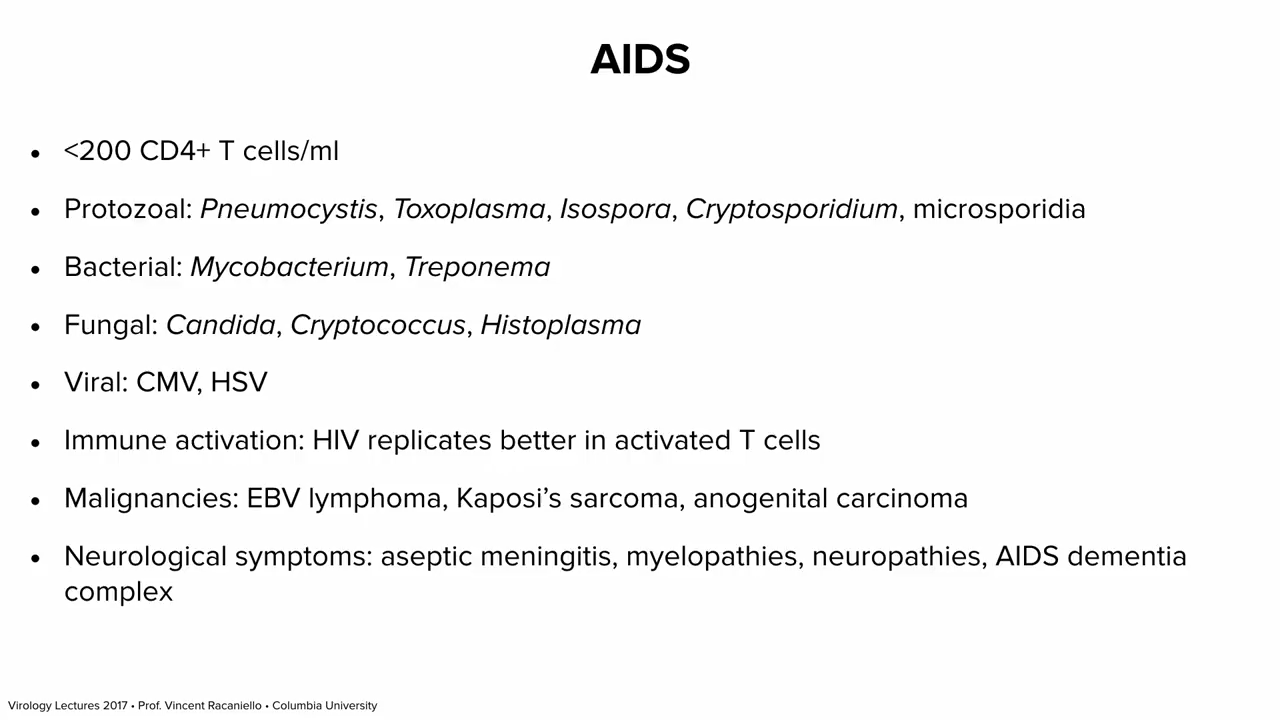 AIDS
• <200 CD4+ T cells/ml
• Protozoal: Pneumocystis, Toxoplasma, Isospora, Cryptosporidium, microsporidia
• Bacterial: Mycobacterium, Treponema
• Fungal: Candida, Cryptococcus, Histoplasma
• Viral: CMV, HSV
• Immune activation: HIV replicates better in activated T cells
• Malignancies: EBV lymphoma, Kaposi’s sarcoma, anogenital carcinoma
• Neurological symptoms: aseptic meningitis, myelopathies, neuropathies, AIDS dementia
complex
Virology Lectures 2017 • Prof. Vincent Racaniello • Columbia University